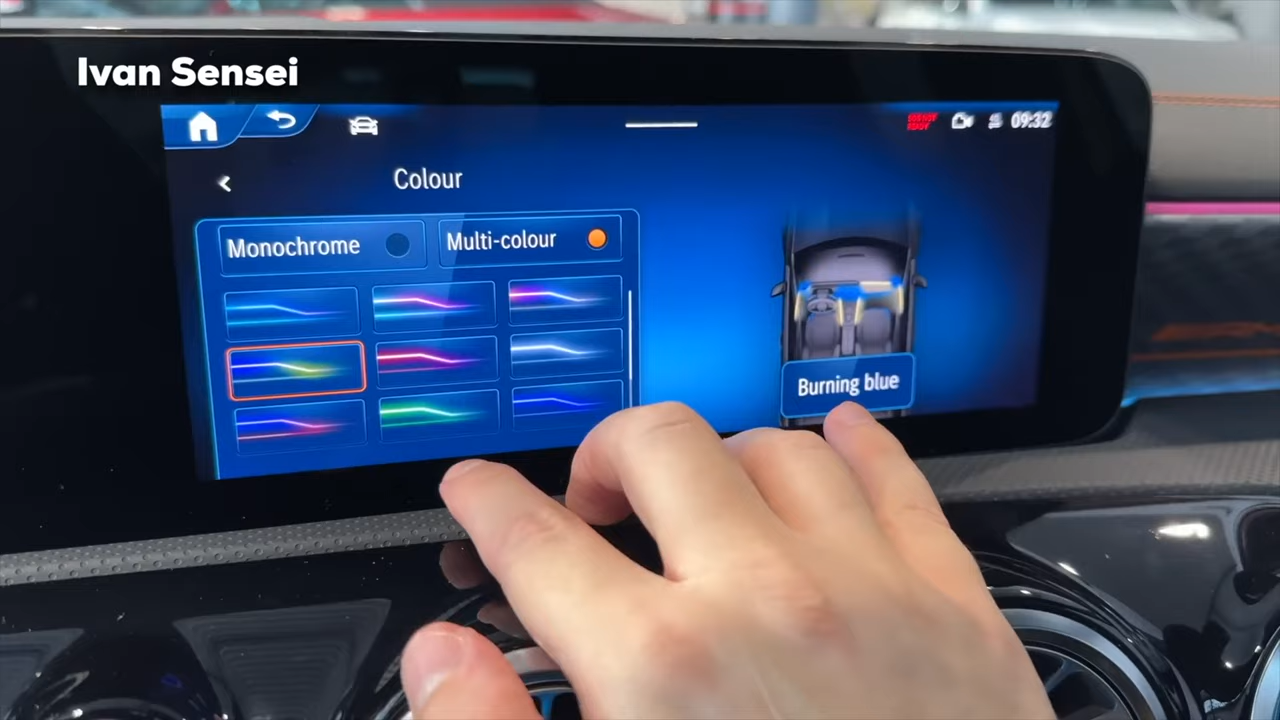 Ivan Sensei
09:32
Colour
Monochrome
Multi-colour
Burning blue